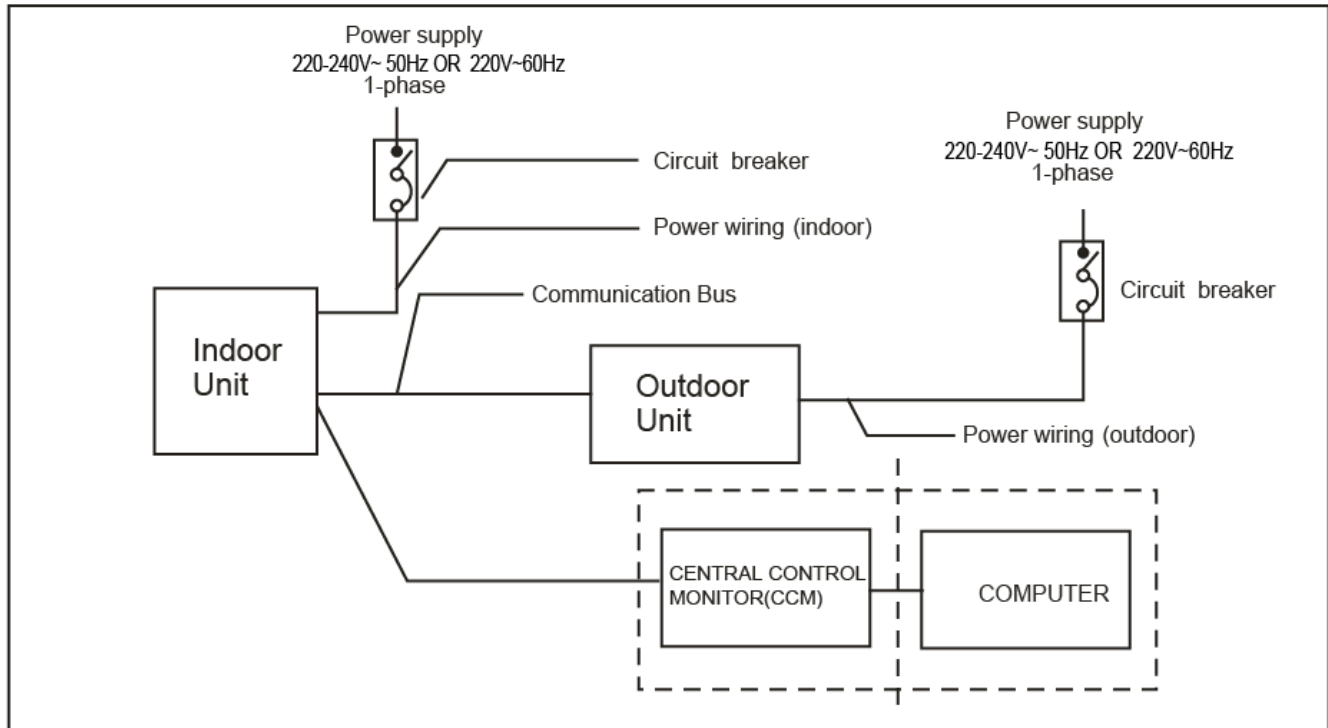 Power supply
220-240V~ 50Hz OR 220V~60Hz
1-phase
Circuit breaker
Power wiring (indoor)
Communication Bus
Power supply
220-240V~ 50Hz OR 220V~60Hz
1-phase
Circuit breaker
Indoor
Unit
Outdoor
Unit
Power wiring (outdoor)
CENTRAL CONTROL
MONITOR(CCM)
COMPUTER